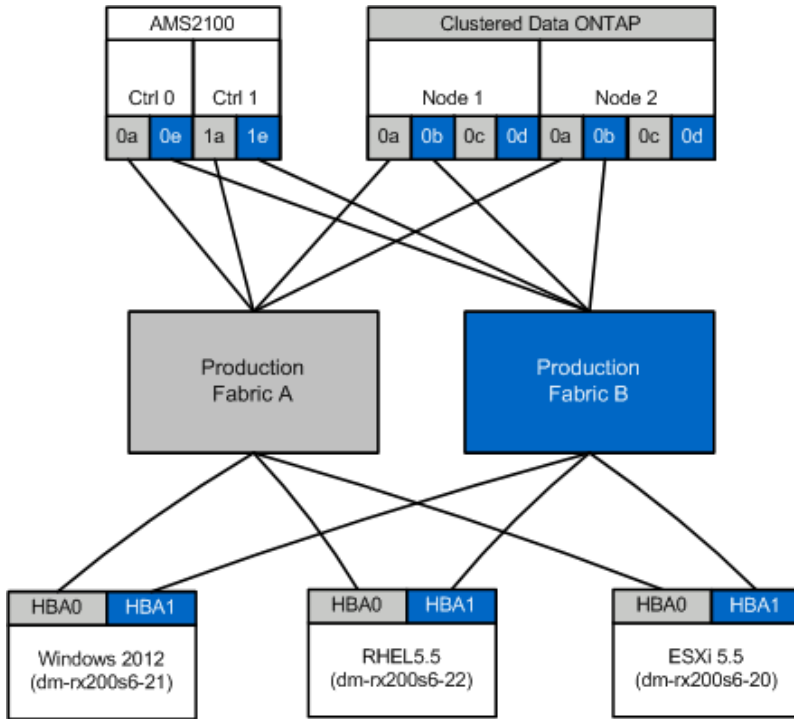 AMS2100
Clustered Data ONTAP
Ctrl 0
Ctrl 1
Node 1
Node 2
0a
0e
1a
1e
0a
0b
0c
0d
0a
0b
0c
0d
Production
Fabric A
Production
Fabric B
HBA0
HBA1
HBA0
HBA1
HBA0
HBA1
Windows 2012
(dm-rx200s6-21)
RHEL5.5
(dm-rx200s6-22)
ESXi 5.5
(dm-rx200s6-20)